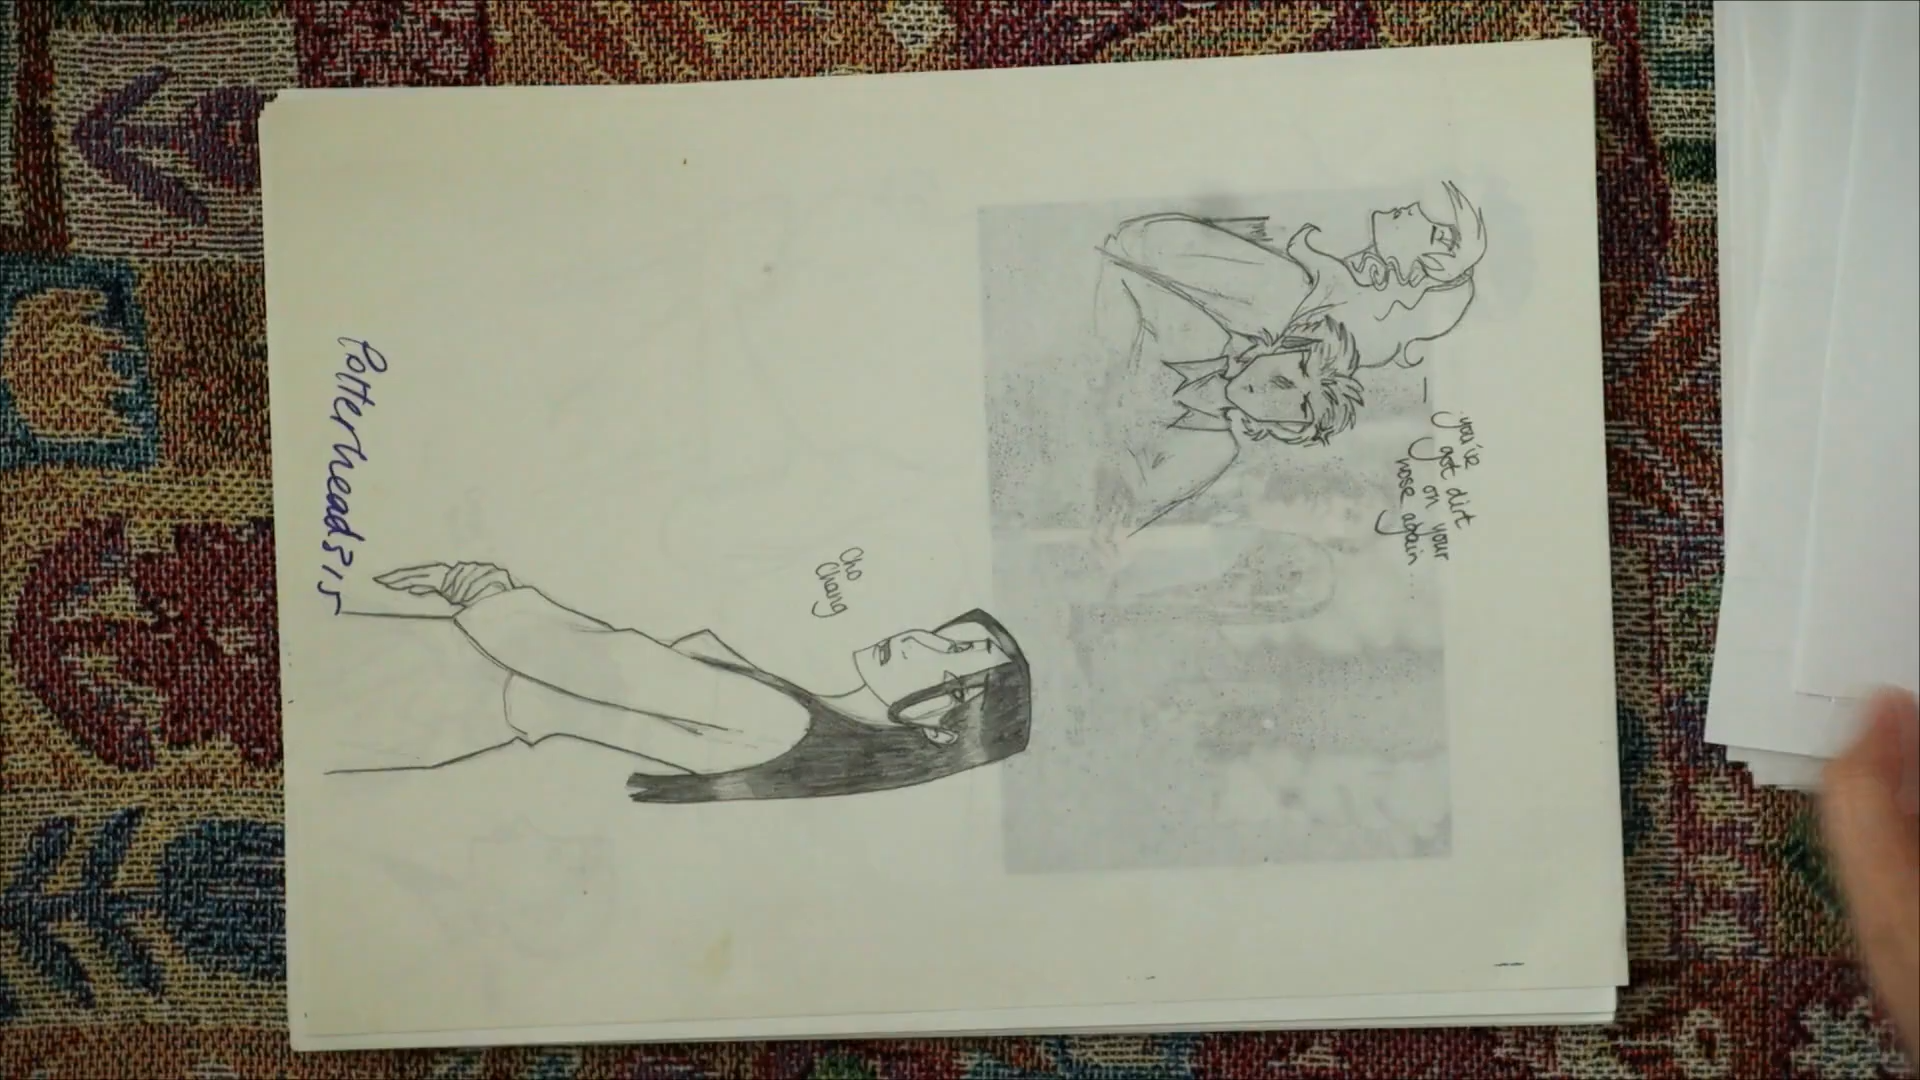 you've
got dirt
on your
nose again...
Cho
Chang
Potterhead315